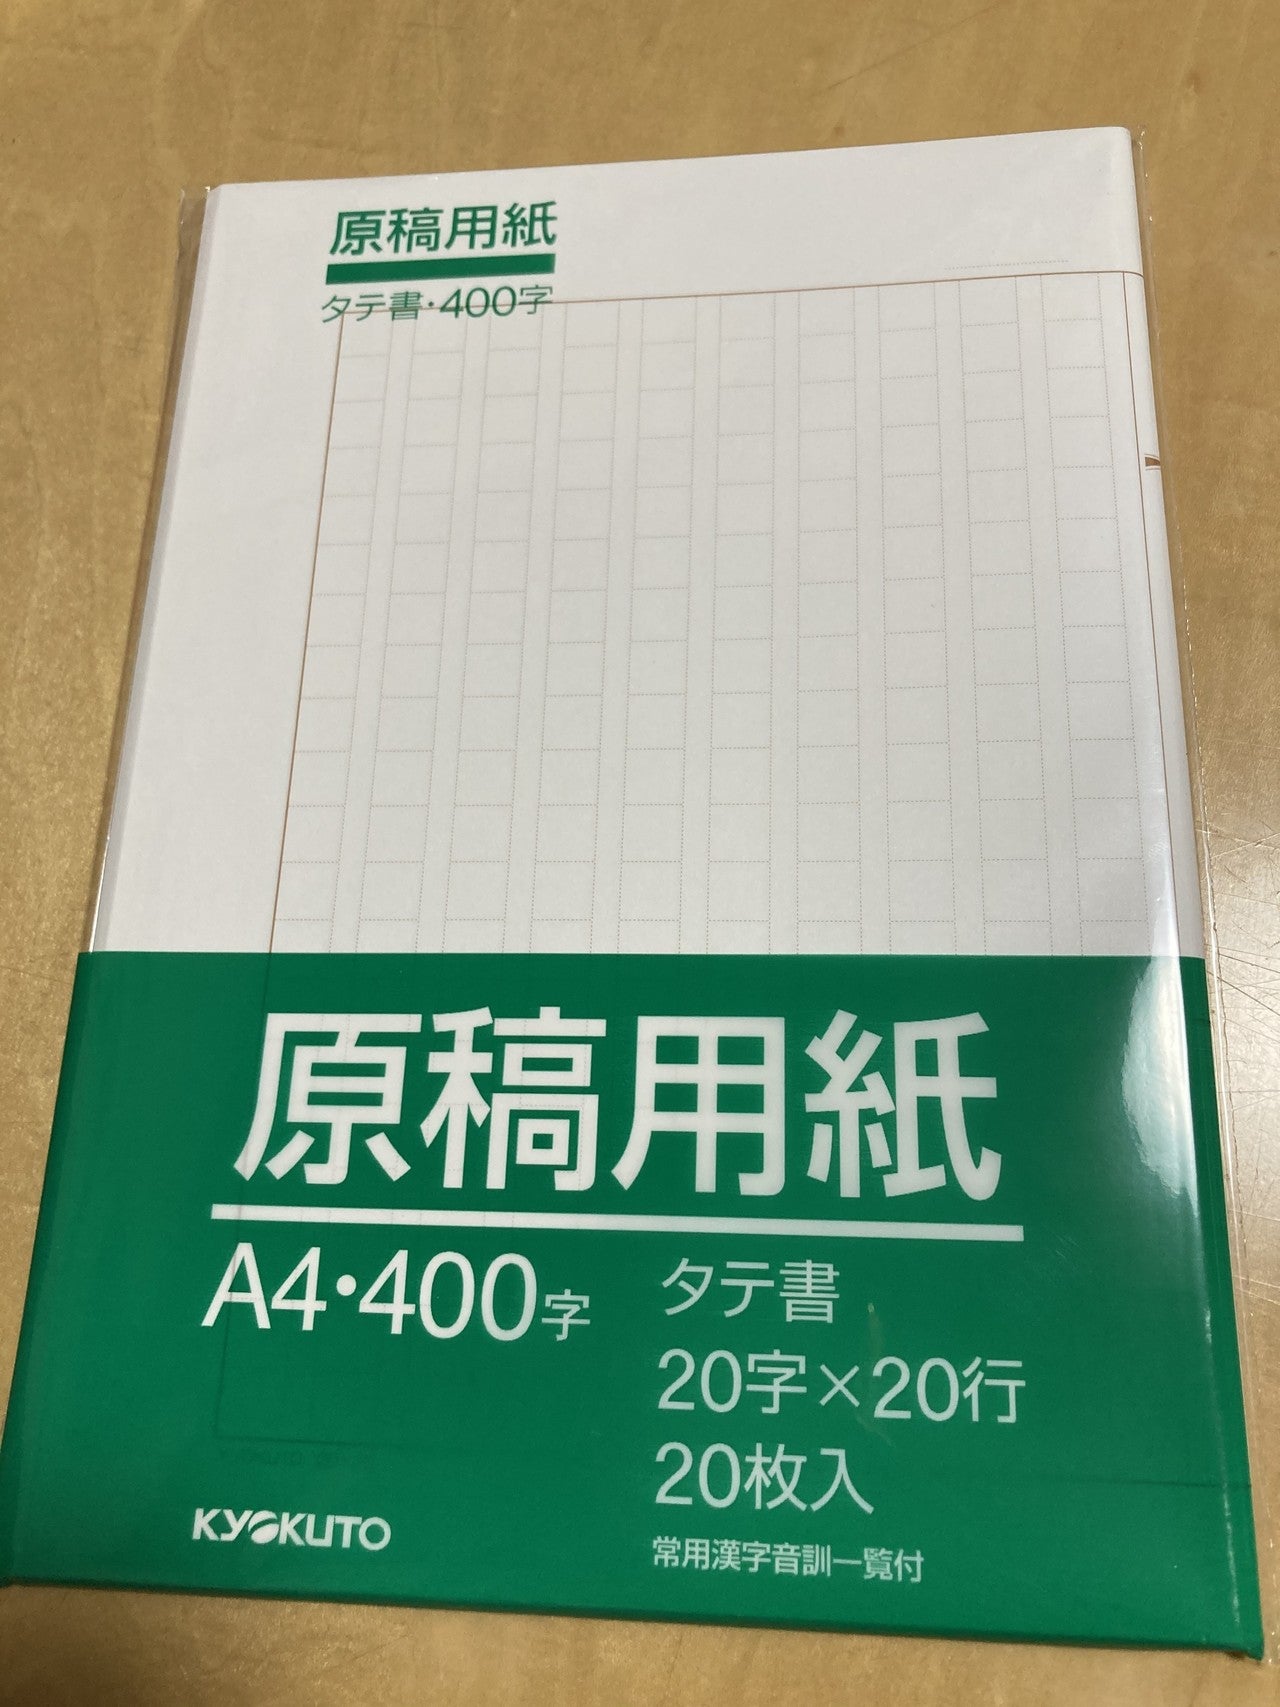 原稿用紙
タテ書・400字
原稿用紙
A4・400字
タテ書
20字×20行
20枚入
常用漢字音訓一覧付
KYOKUTO